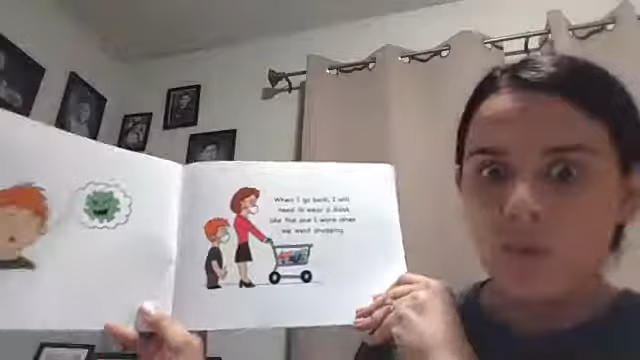 When I go back, I will
need to wear a mask
like the one I wore when
we went shopping.